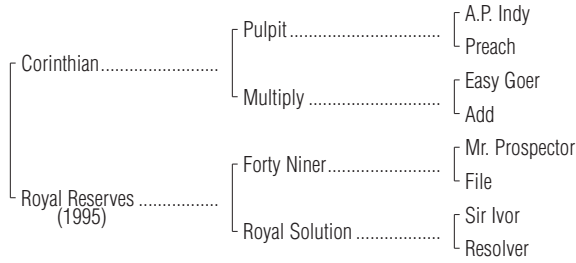 A.P. Indy
Pulpit
Preach
Corinthian
Easy Goer
Multiply
Add
Mr. Prospector
Forty Niner
File
Royal Reserves
(1995)
Sir Ivor
Royal Solution
Resolver